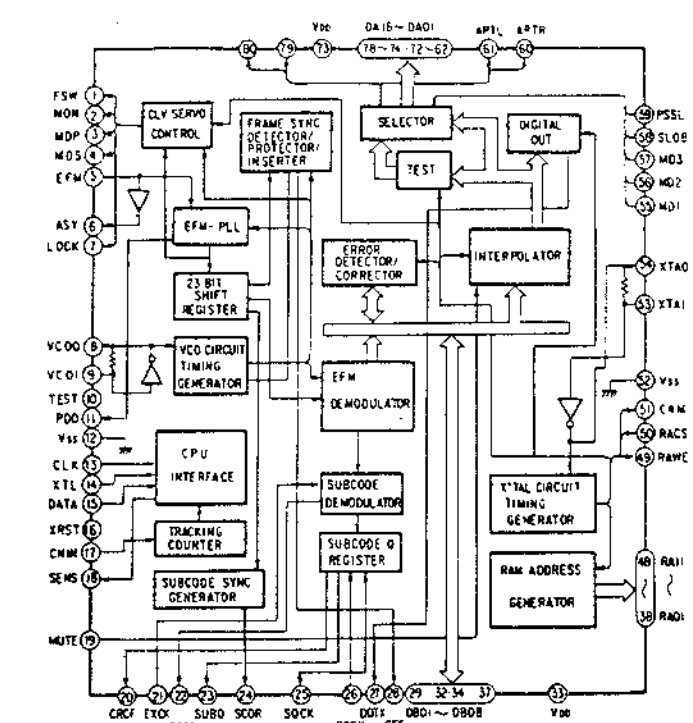 VDD DA16~DA01 APTL APTR
80 79 73 78~74 72~62 61 60
FSW 1
MON 2
MDP 3
MDS 4
EFM 5
ASY 6
LOCK 7
VCOO 8
VCOI 9
TEST 10
PDO 11
VSS 12
CLK 13
XTL 14
DATA 15
XRST 16
CNIN 17
SENS 18
MUTE 19
CLV SERVO
CONTROL
FRAME SYNC
DETECTOR/
PROTECTOR/
INSERTER
SELECTOR
DIGITAL
OUT
TEST
EFM-PLL
ERROR
DETECTOR/
CORRECTOR
INTERPOLATOR
23 BIT
SHIFT
REGISTER
VCO CIRCUIT
TIMING
GENERATOR
EFM
DEMODULATOR
CPU
INTERFACE
SUBCODE
DEMODULATOR
X'TAL CIRCUIT
TIMING
GENERATOR
TRACKING
COUNTER
SUBCODE Q
REGISTER
SUBCODE SYNC
GENERATOR
RAM ADDRESS
GENERATOR
59 PSSL
58 SLOB
57 MD3
56 MD2
55 MD1
54 XTAO
53 XTAI
52 VSS
51
50 RACS
49 RAWE
48
38 RA01
20 21 22 23 24 25 26 27 28 29 32·34 37 33
CRCF EXCK SUBQ SCOR SQCK DOTX DB01~DB08 VDD